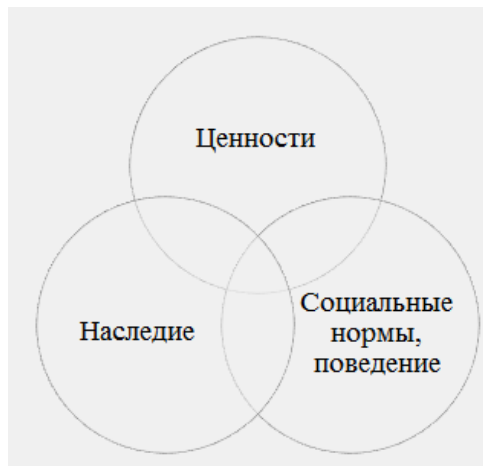 Ценности
Наследие
Социальные
нормы,
поведение